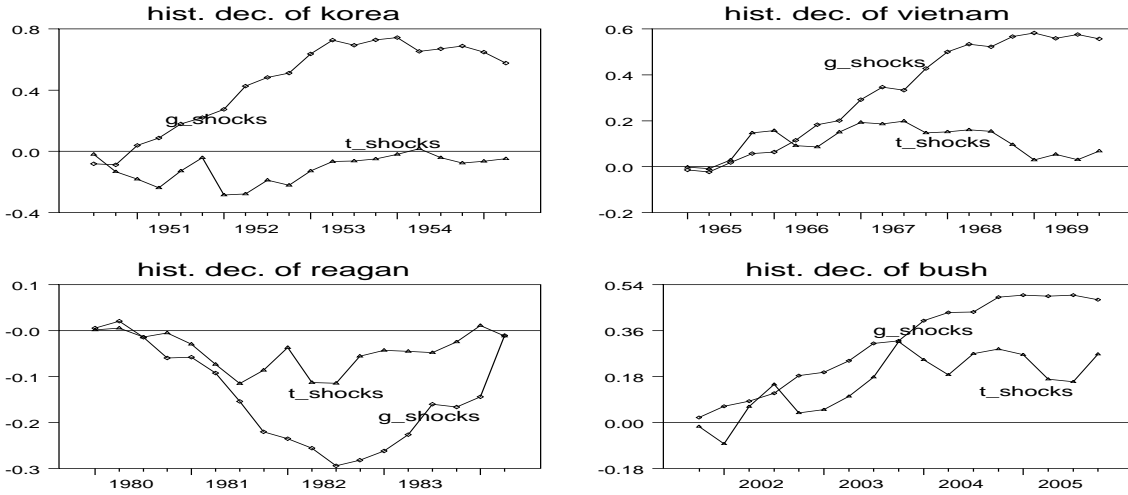 hist. dec. of korea
0.8
0.4
0.0
-0.4
g_shocks
t_shocks
1951 1952 1953 1954
hist. dec. of vietnam
0.6
0.4
0.2
0.0
-0.2
g_shocks
t_shocks
1965 1966 1967 1968 1969
hist. dec. of reagan
0.1
-0.0
-0.1
-0.2
-0.3
t_shocks
g_shocks
1980 1981 1982 1983
hist. dec. of bush
0.54
0.36
0.18
0.00
-0.18
g_shocks
t_shocks
2002 2003 2004 2005